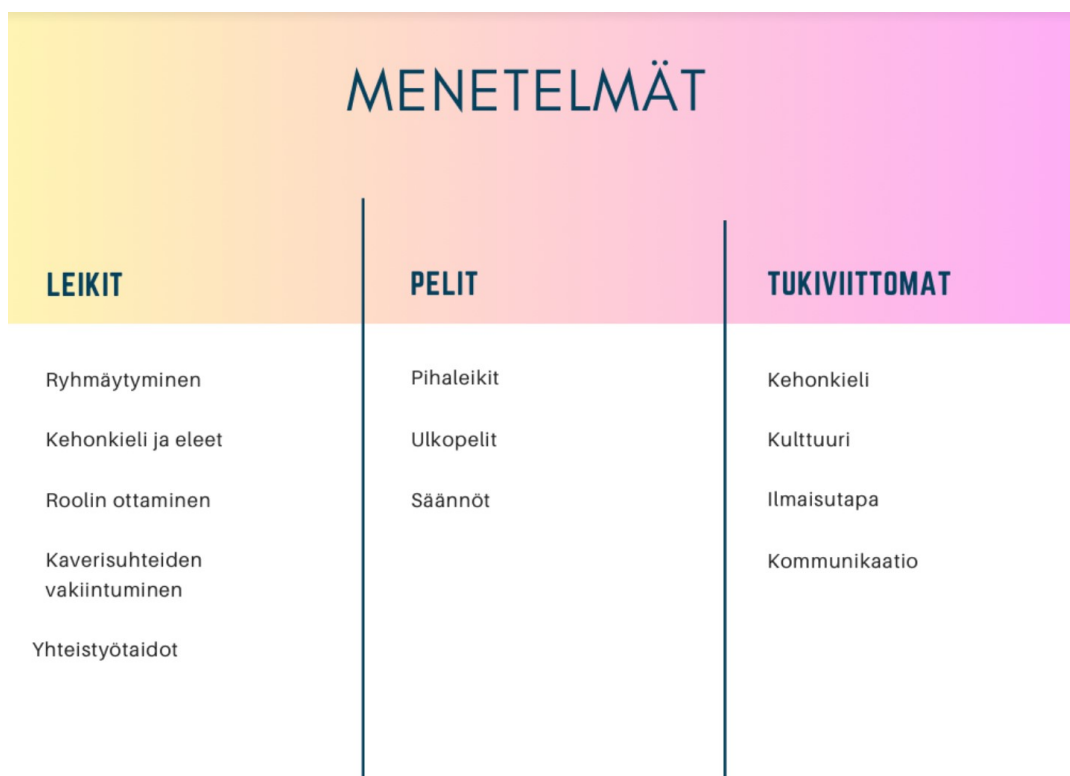 MENETELMÄT
LEIKIT
Ryhmäytyminen
Kehonkieli ja eleet
Roolin ottaminen
Kaverisuhteiden
vakiintuminen
Yhteistyötaidot
PELIT
Pihaleikit
Ulkopelit
Säännöt
TUKIVIITTOMAT
Kehonkieli
Kulttuuri
Ilmaisutapa
Kommunikaatio